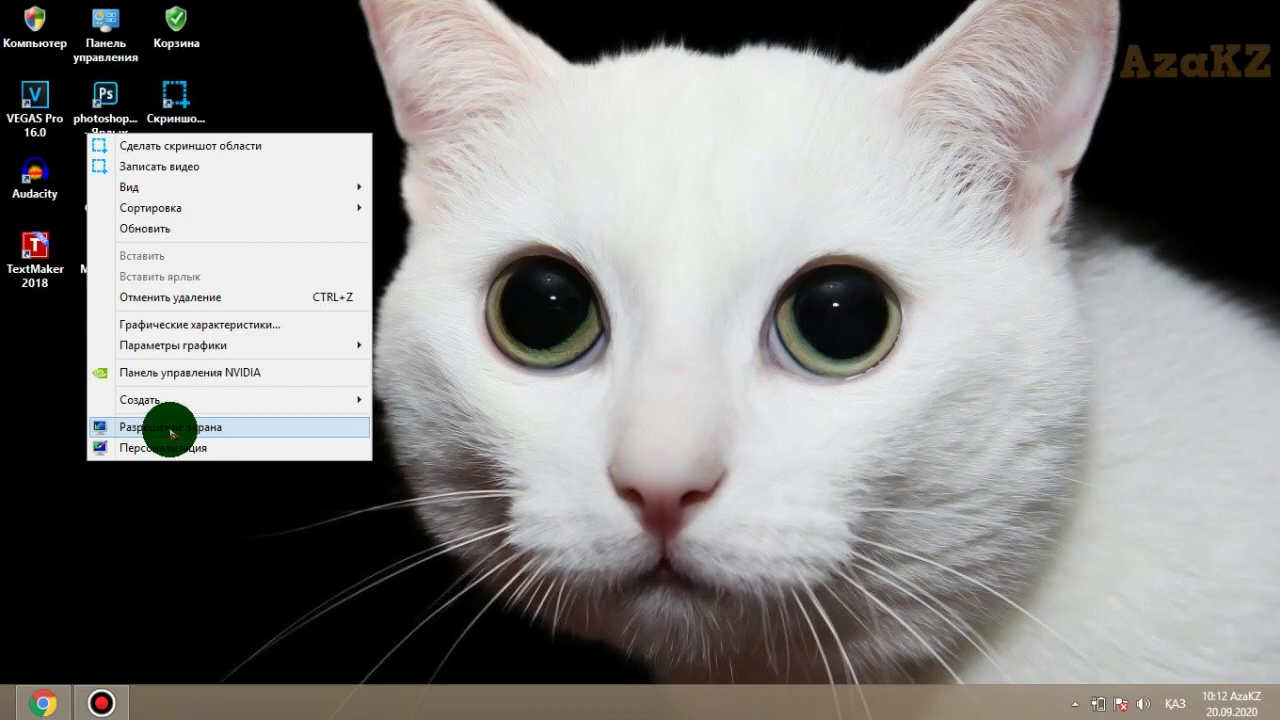 Компьютер
Панель
управления
Корзина
AzaKZ
VEGAS Pro
16.0
photoshop...
Скриншо...
Audacity
TextMaker
2018
Сделать скриншот области
Записать видео
Вид
Сортировка
Обновить
Вставить
Вставить ярлык
Отменить удаление CTRL+Z
Графические характеристики...
Параметры графики
Панель управления NVIDIA
Создать
Разрешение экрана
Персонализация
ҚАЗ
10:12 AzaKZ
20.09.2020